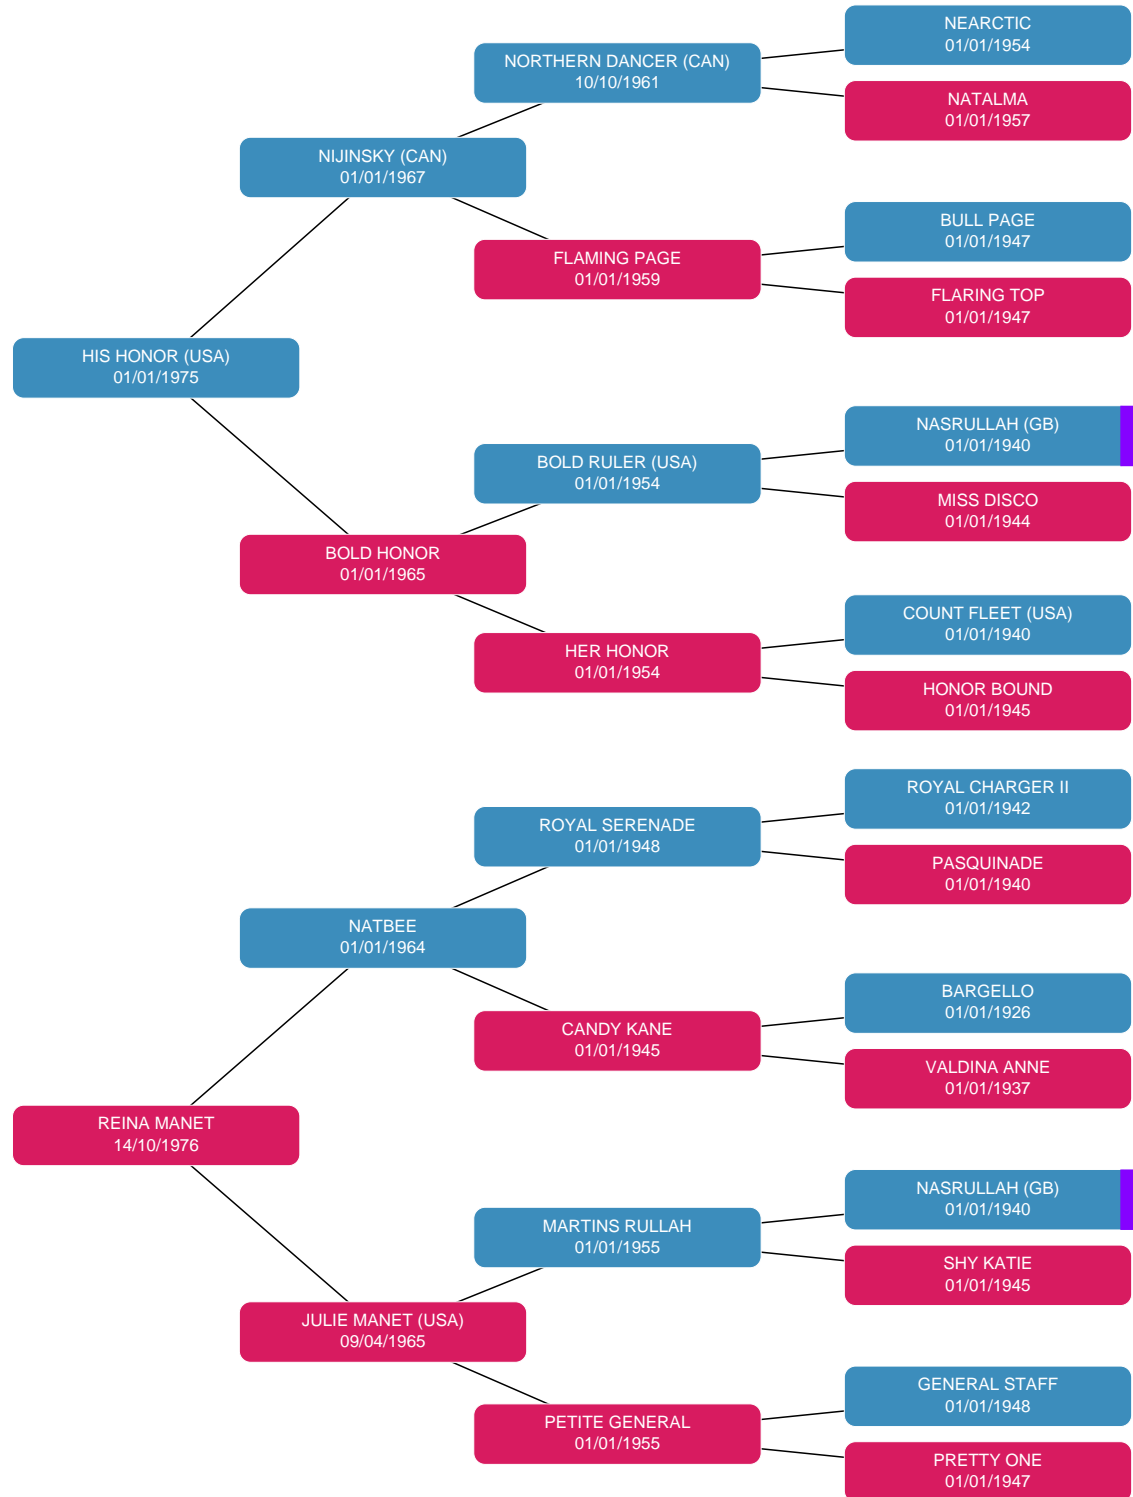 NEARCTIC
01/01/1954
NORTHERN DANCER (CAN)
10/10/1961
NATALMA
01/01/1957
NIJINSKY (CAN)
01/01/1967
BULL PAGE
01/01/1947
FLAMING PAGE
01/01/1959
FLARING TOP
01/01/1947
HIS HONOR (USA)
01/01/1975
NASRULLAH (GB)
01/01/1940
BOLD RULER (USA)
01/01/1954
MISS DISCO
01/01/1944
BOLD HONOR
01/01/1965
COUNT FLEET (USA)
01/01/1940
HER HONOR
01/01/1954
HONOR BOUND
01/01/1945
ROYAL CHARGER II
01/01/1942
ROYAL SERENADE
01/01/1948
PASQUINADE
01/01/1940
NATBEE
01/01/1964
BARGELLO
01/01/1926
CANDY KANE
01/01/1945
VALDINA ANNE
01/01/1937
REINA MANET
14/10/1976
NASRULLAH (GB)
01/01/1940
MARTINS RULLAH
01/01/1955
SHY KATIE
01/01/1945
JULIE MANET (USA)
09/04/1965
GENERAL STAFF
01/01/1948
PETITE GENERAL
01/01/1955
PRETTY ONE
01/01/1947